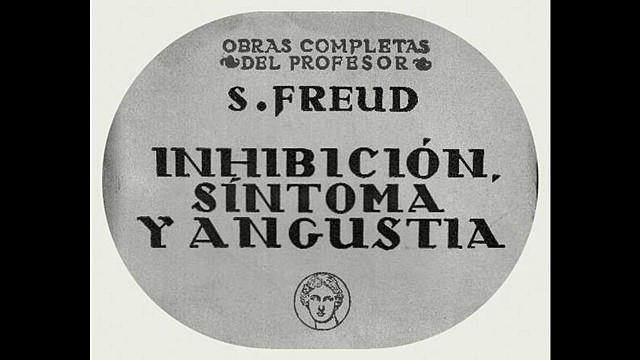 OBRAS COMPLETAS
DEL PROFESOR
S. FREUD
INHIBICIÓN,
SÍNTOMA
Y ANGUSTIA